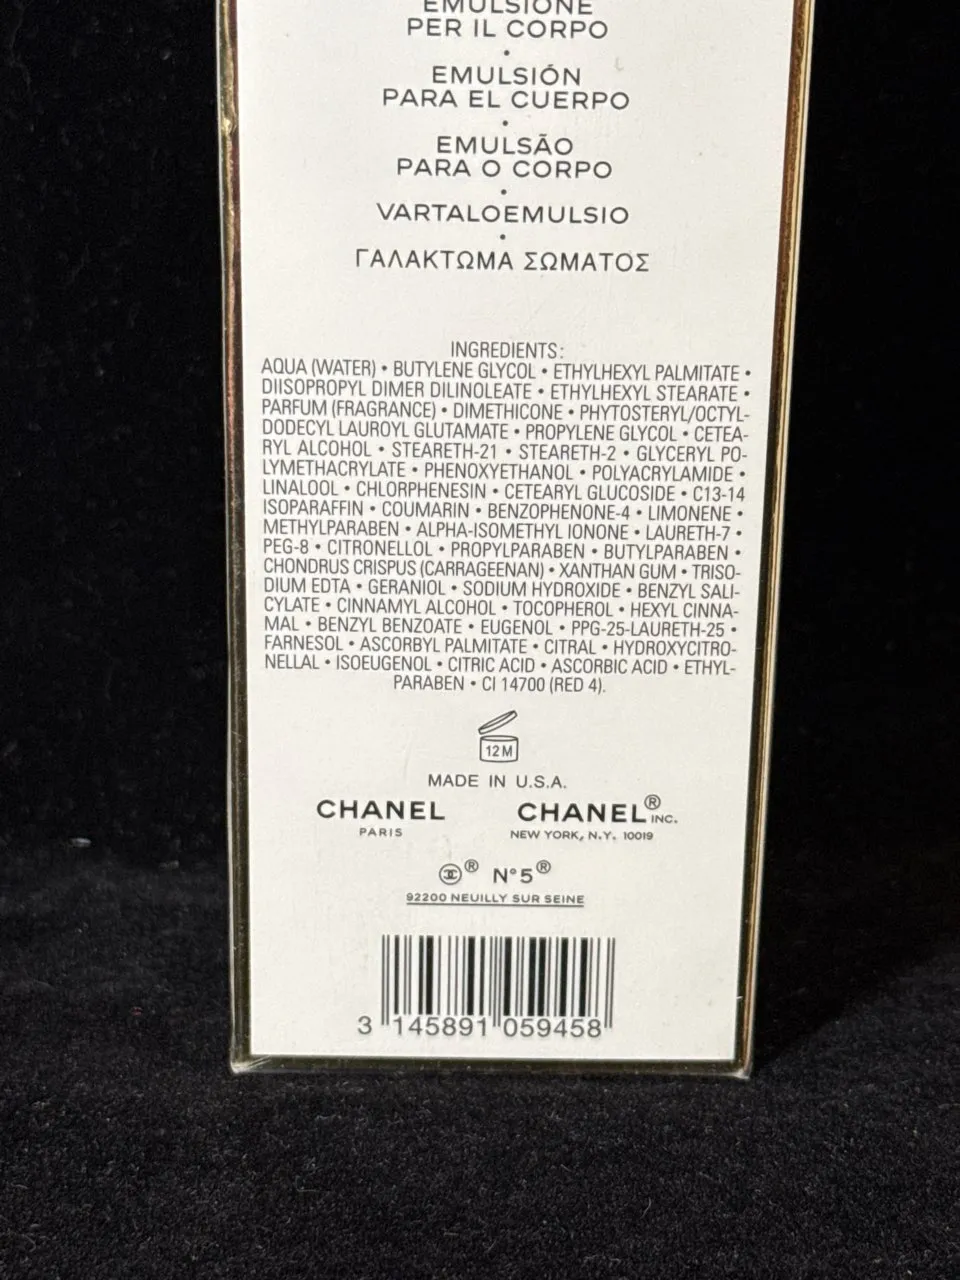 EMULSIONE
PER IL CORPO
•
EMULSIÓN
PARA EL CUERPO
•
EMULSÃO
PARA O CORPO
•
VARTALOEMULSIO
•
ΓΑΛΑΚΤΩΜΑ ΣΩΜΑΤΟΣ
INGREDIENTS:
AQUA (WATER) • BUTYLENE GLYCOL • ETHYLHEXYL PALMITATE •
DIISOPROPYL DIMER DILINOLEATE • ETHYLHEXYL STEARATE •
PARFUM (FRAGRANCE) • DIMETHICONE • PHYTOSTERYL/OCTYL-
DODECYL LAUROYL GLUTAMATE • PROPYLENE GLYCOL • CETEA-
RYL ALCOHOL • STEARETH-21 • STEARETH-2 • GLYCERYL PO-
LYMETHACRYLATE • PHENOXYETHANOL • POLYACRYLAMIDE •
LINALOOL • CHLORPHENESIN • CETEARYL GLUCOSIDE • C13-14
ISOPARAFFIN • COUMARIN • BENZOPHENONE-4 • LIMONENE •
METHYLPARABEN • ALPHA-ISOMETHYL IONONE • LAURETH-7 •
PEG-8 • CITRONELLOL • PROPYLPARABEN • BUTYLPARABEN •
CHONDRUS CRISPUS (CARRAGEENAN) • XANTHAN GUM • TRISO-
DIUM EDTA • GERANIOL • SODIUM HYDROXIDE • BENZYL SALI-
CYLATE • CINNAMYL ALCOHOL • TOCOPHEROL • HEXYL CINNA-
MAL • BENZYL BENZOATE • EUGENOL • PPG-25-LAURETH-25 •
FARNESOL • ASCORBYL PALMITATE • CITRAL • HYDROXYCITRO-
NELLAL • ISOEUGENOL • CITRIC ACID • ASCORBIC ACID • ETHYL-
PARABEN • CI 14700 (RED 4).
12 M
MADE IN U.S.A.
CHANEL CHANEL® INC.
PARIS NEW YORK, N.Y. 10019
® N°5®
92200 NEUILLY SUR SEINE
3 145891 059458